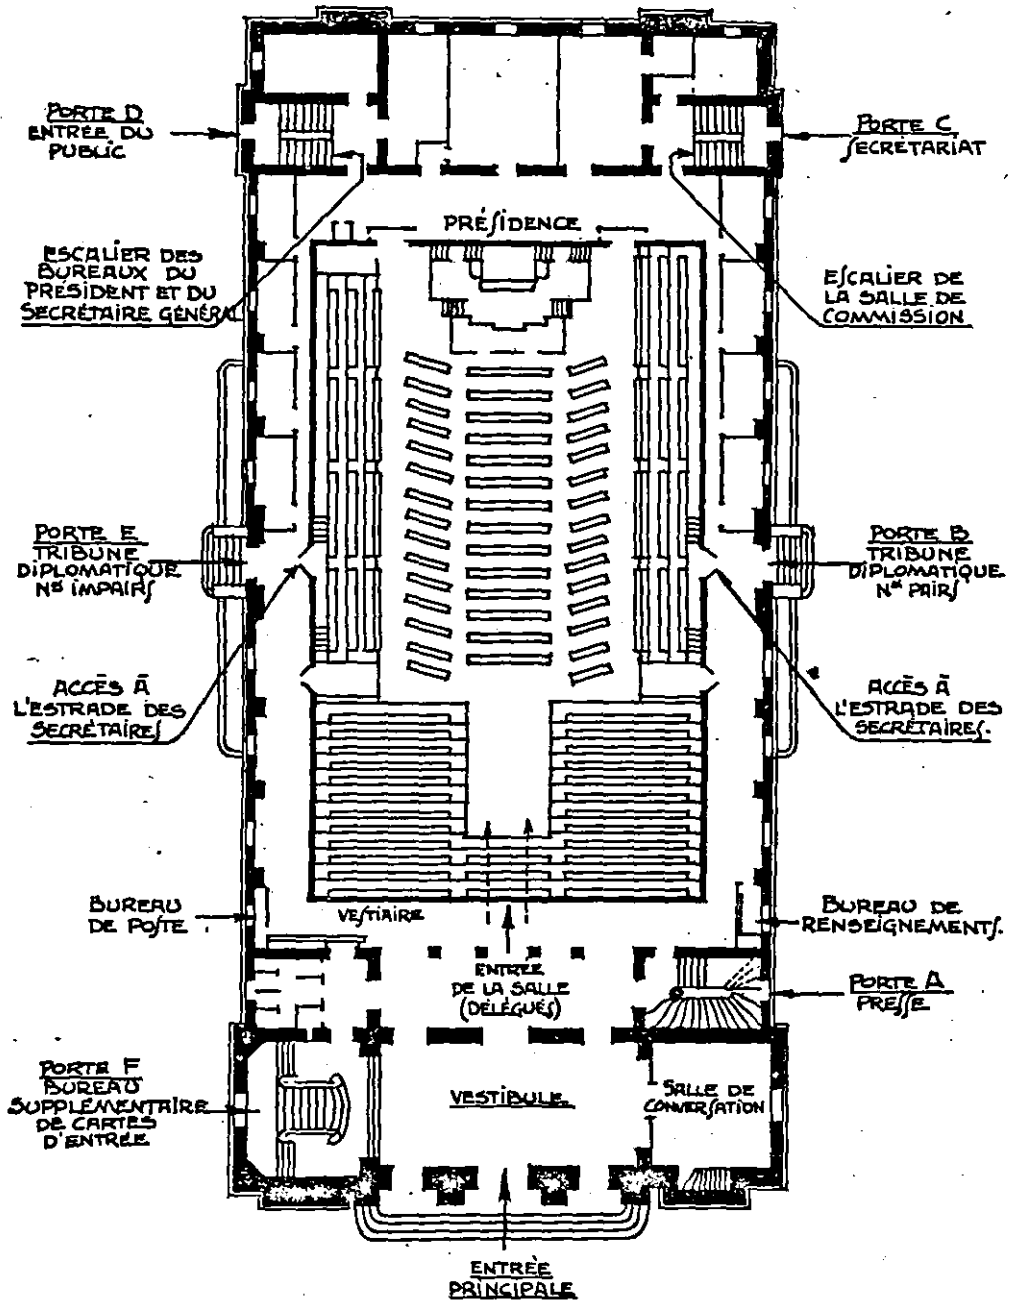 PORTE D
ENTRÉE DU
PUBLIC
PORTE C
SECRÉTARIAT
PRÉSIDENCE
ESCALIER DES
BUREAUX DU
PRÉSIDENT ET DU
SECRÉTAIRE GÉNÉRAL
ESCALIER DE
LA SALLE DE
COMMISSION
PORTE E
TRIBUNE
DIPLOMATIQUE
Nos IMPAIRS
PORTE B
TRIBUNE
DIPLOMATIQUE
Nos PAIRS
ACCÈS À
L'ESTRADE DES
SECRÉTAIRES
ACCÈS À
L'ESTRADE DES
SECRÉTAIRES.
BUREAU
DE POSTE
VESTIAIRE
BUREAU DE
RENSEIGNEMENTS.
ENTRÉE
DE LA SALLE
(DÉLÉGUÉS)
PORTE A
PRESSE
PORTE F
BUREAU
SUPPLÉMENTAIRE
DE CARTES
D'ENTRÉE
VESTIBULE
SALLE DE
CONVERSATION
ENTRÉE
PRINCIPALE